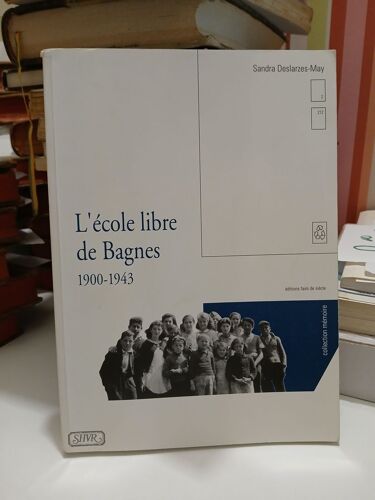 Sandra Deslarzes-May
L'école libre
de Bagnes
1900-1943
éditions faim de siècle
collection mémoire
SHVR